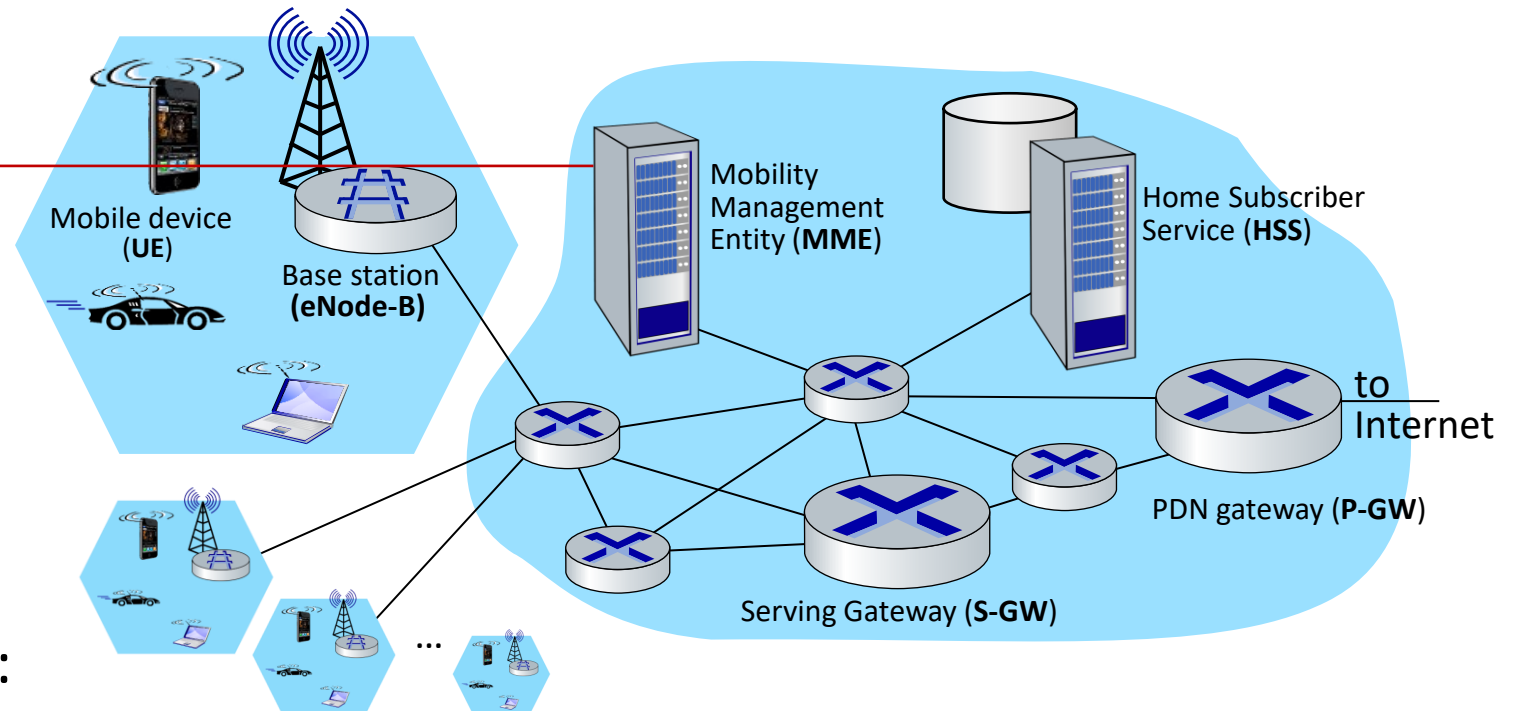 Mobile device
(UE)
Base station
(eNode-B)
Mobility
Management
Entity (MME)
Home Subscriber
Service (HSS)
to
Internet
PDN gateway (P-GW)
Serving Gateway (S-GW)
...
: